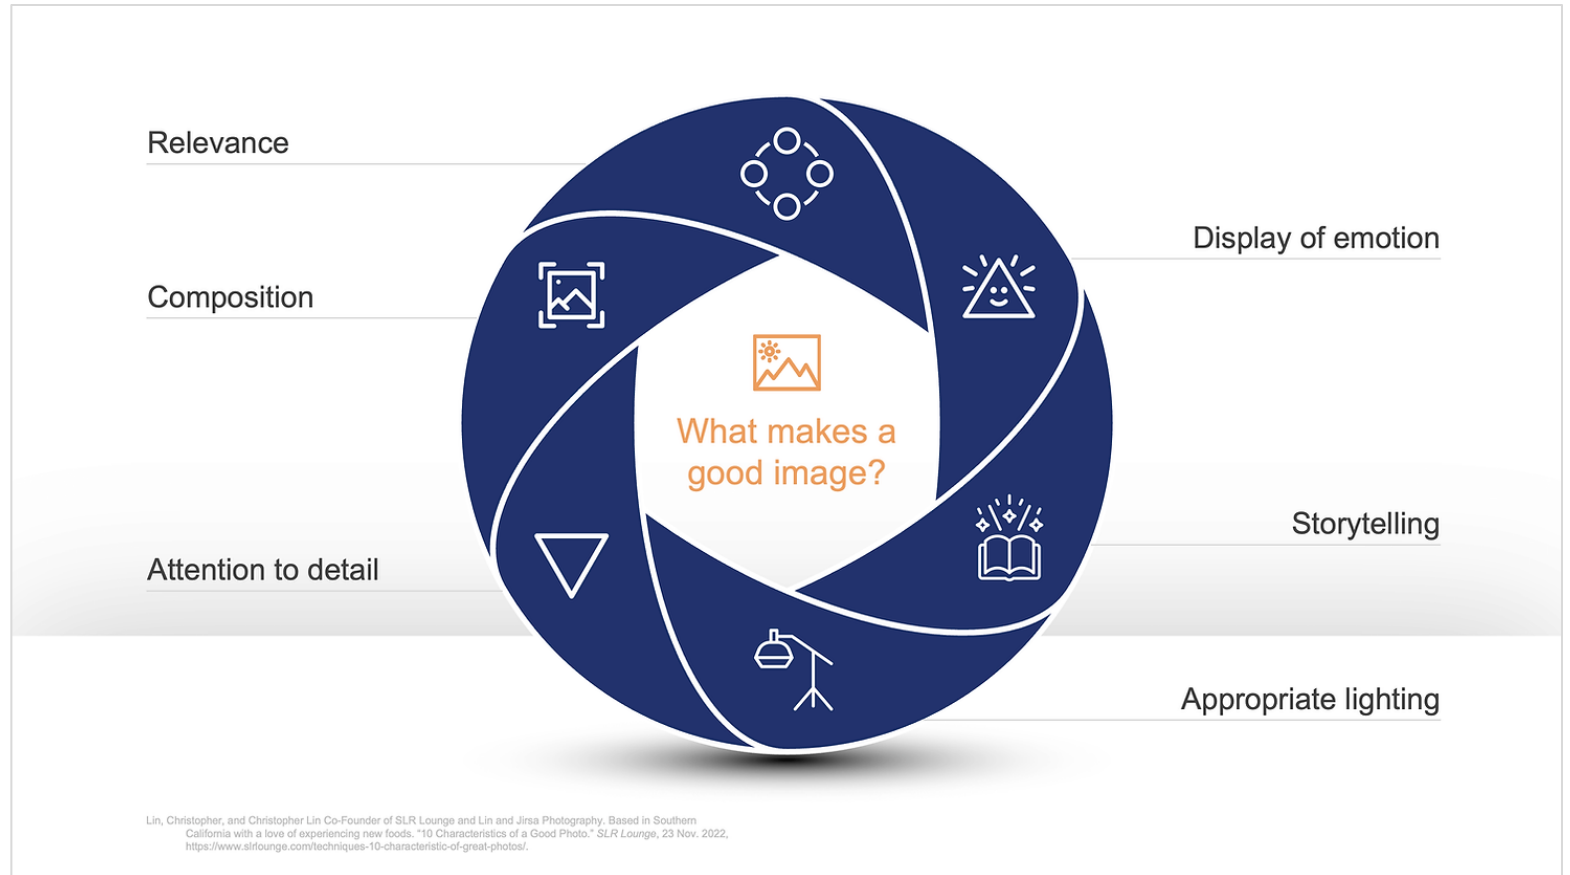 Relevance
Display of emotion
Composition
What makes a
good image?
Storytelling
Attention to detail
Appropriate lighting
Lin, Christopher, and Christopher Lin Co-Founder of SLR Lounge and Lin and Jirsa Photography. Based in Southern
California with a love of experiencing new foods. “10 Characteristics of a Good Photo.” SLR Lounge, 23 Nov. 2022,
https://www.slrlounge.com/techniques-10-characteristic-of-great-photos/.